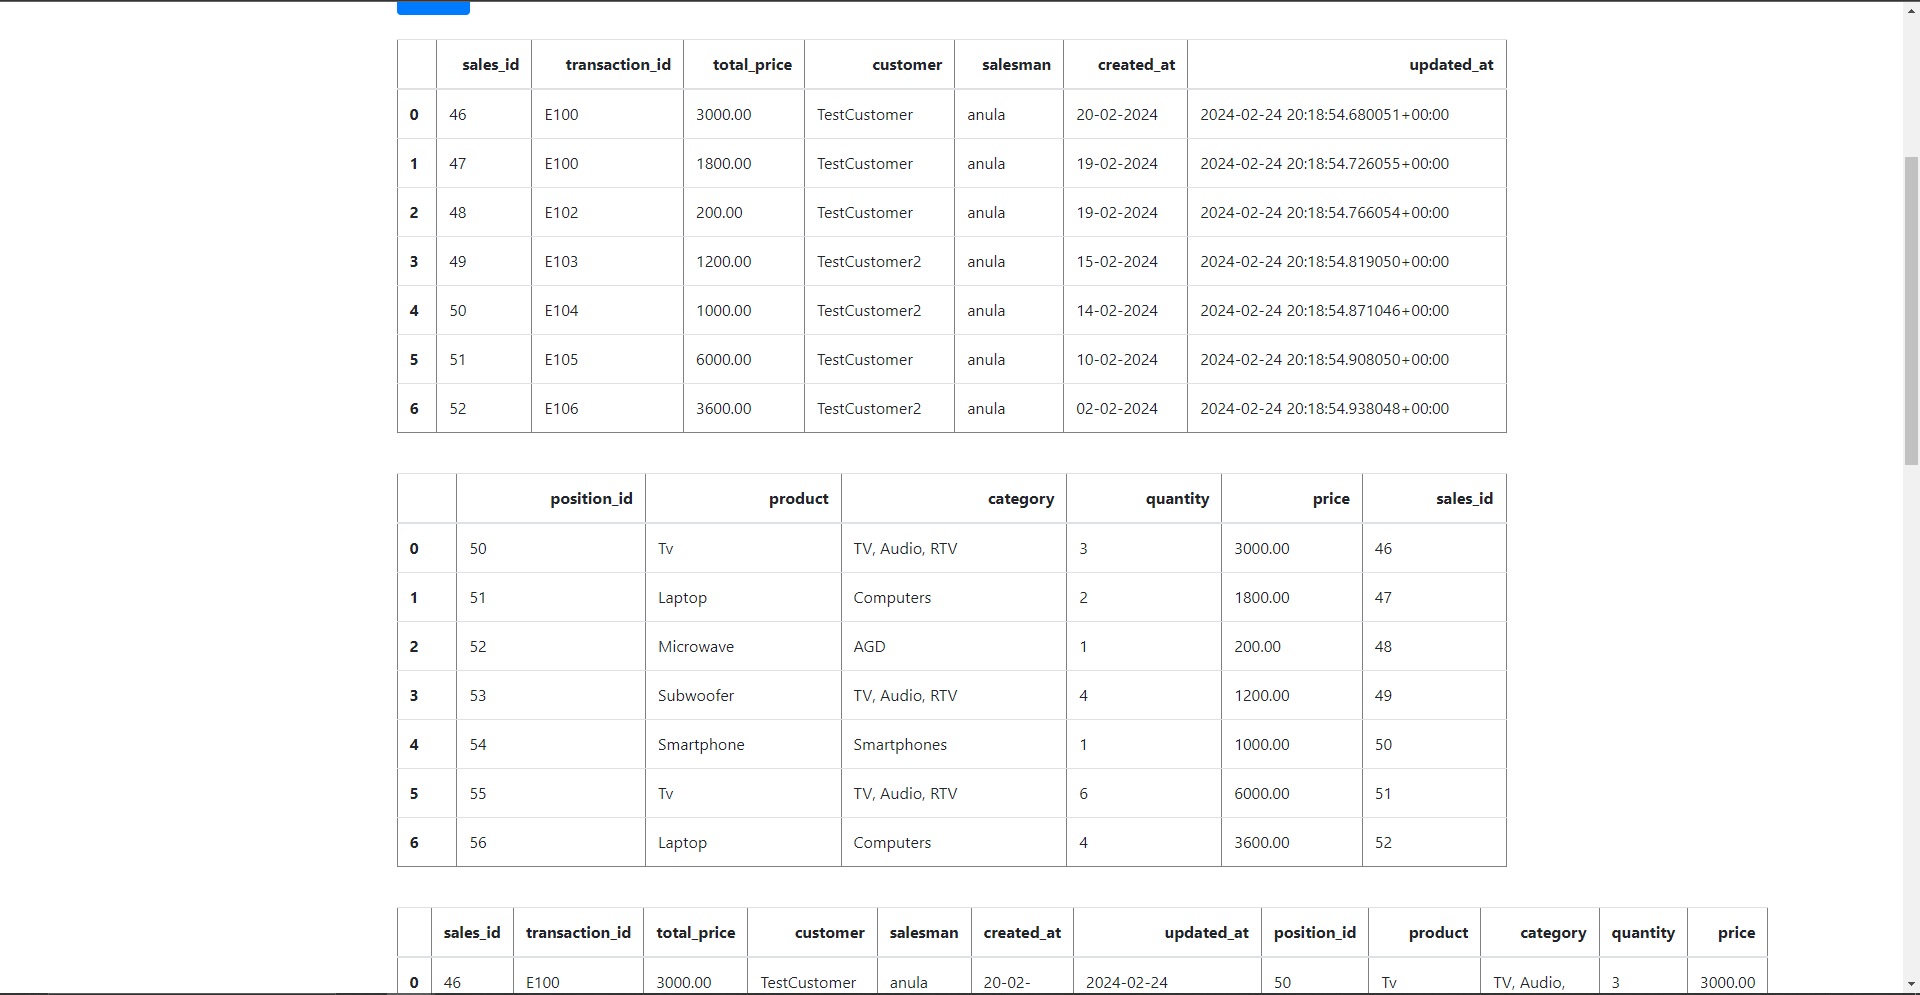 sales_id transaction_id total_price customer salesman created_at updated_at
0 46 E100 3000.00 TestCustomer anula 20-02-2024 2024-02-24 20:18:54.680051+00:00
1 47 E100 1800.00 TestCustomer anula 19-02-2024 2024-02-24 20:18:54.726055+00:00
2 48 E102 200.00 TestCustomer anula 19-02-2024 2024-02-24 20:18:54.766054+00:00
3 49 E103 1200.00 TestCustomer2 anula 15-02-2024 2024-02-24 20:18:54.819050+00:00
4 50 E104 1000.00 TestCustomer2 anula 14-02-2024 2024-02-24 20:18:54.871046+00:00
5 51 E105 6000.00 TestCustomer anula 10-02-2024 2024-02-24 20:18:54.908050+00:00
6 52 E106 3600.00 TestCustomer2 anula 02-02-2024 2024-02-24 20:18:54.938048+00:00
position_id product category quantity price sales_id
0 50 Tv TV, Audio, RTV 3 3000.00 46
1 51 Laptop Computers 2 1800.00 47
2 52 Microwave AGD 1 200.00 48
3 53 Subwoofer TV, Audio, RTV 4 1200.00 49
4 54 Smartphone Smartphones 1 1000.00 50
5 55 Tv TV, Audio, RTV 6 6000.00 51
6 56 Laptop Computers 4 3600.00 52
sales_id transaction_id total_price customer salesman created_at updated_at position_id product category quantity price
0 46 E100 3000.00 TestCustomer anula 20-02- 2024-02-24 50 Tv TV, Audio, 3 3000.00